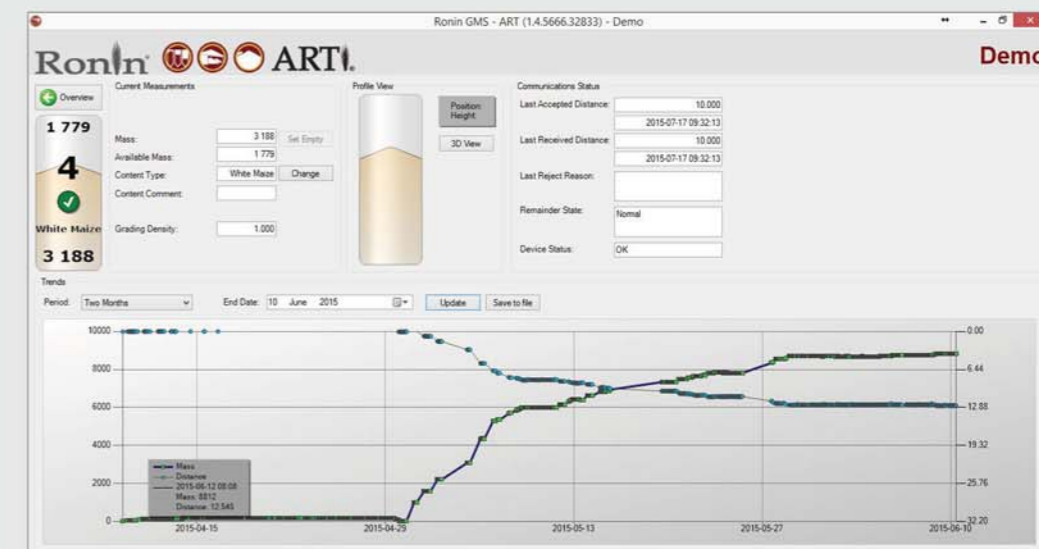 Ronin GMS - ART (1.4.5666.32833) - Demo
Ronin ART
Demo
Overview
1 779
4
White Maize
3 188
Current Measurements
Mass: 3 188 Set Empty
Available Mass: 1 779
Content Type: White Maize Change
Content Comment:
Grading Density: 1.000
Profile View
Position
Height
3D View
Communications Status
Last Accepted Distance: 10.000
2015-07-17 09:32:13
Last Received Distance: 10.000
2015-07-17 09:32:13
Last Reject Reason:
Remainder State: Normal
Device Status: OK
Trends
Period: Two Months End Date: 10 June 2015 Update Save to file
10000 0.00
8000 6.44
6000 12.88
4000 19.32
2000 25.76
0 32.20
Mass
Distance
2015-06-12 08:08
Mass: 8812
Distance: 12.545
2015-04-15 2015-04-29 2015-05-13 2015-05-27 2015-06-10